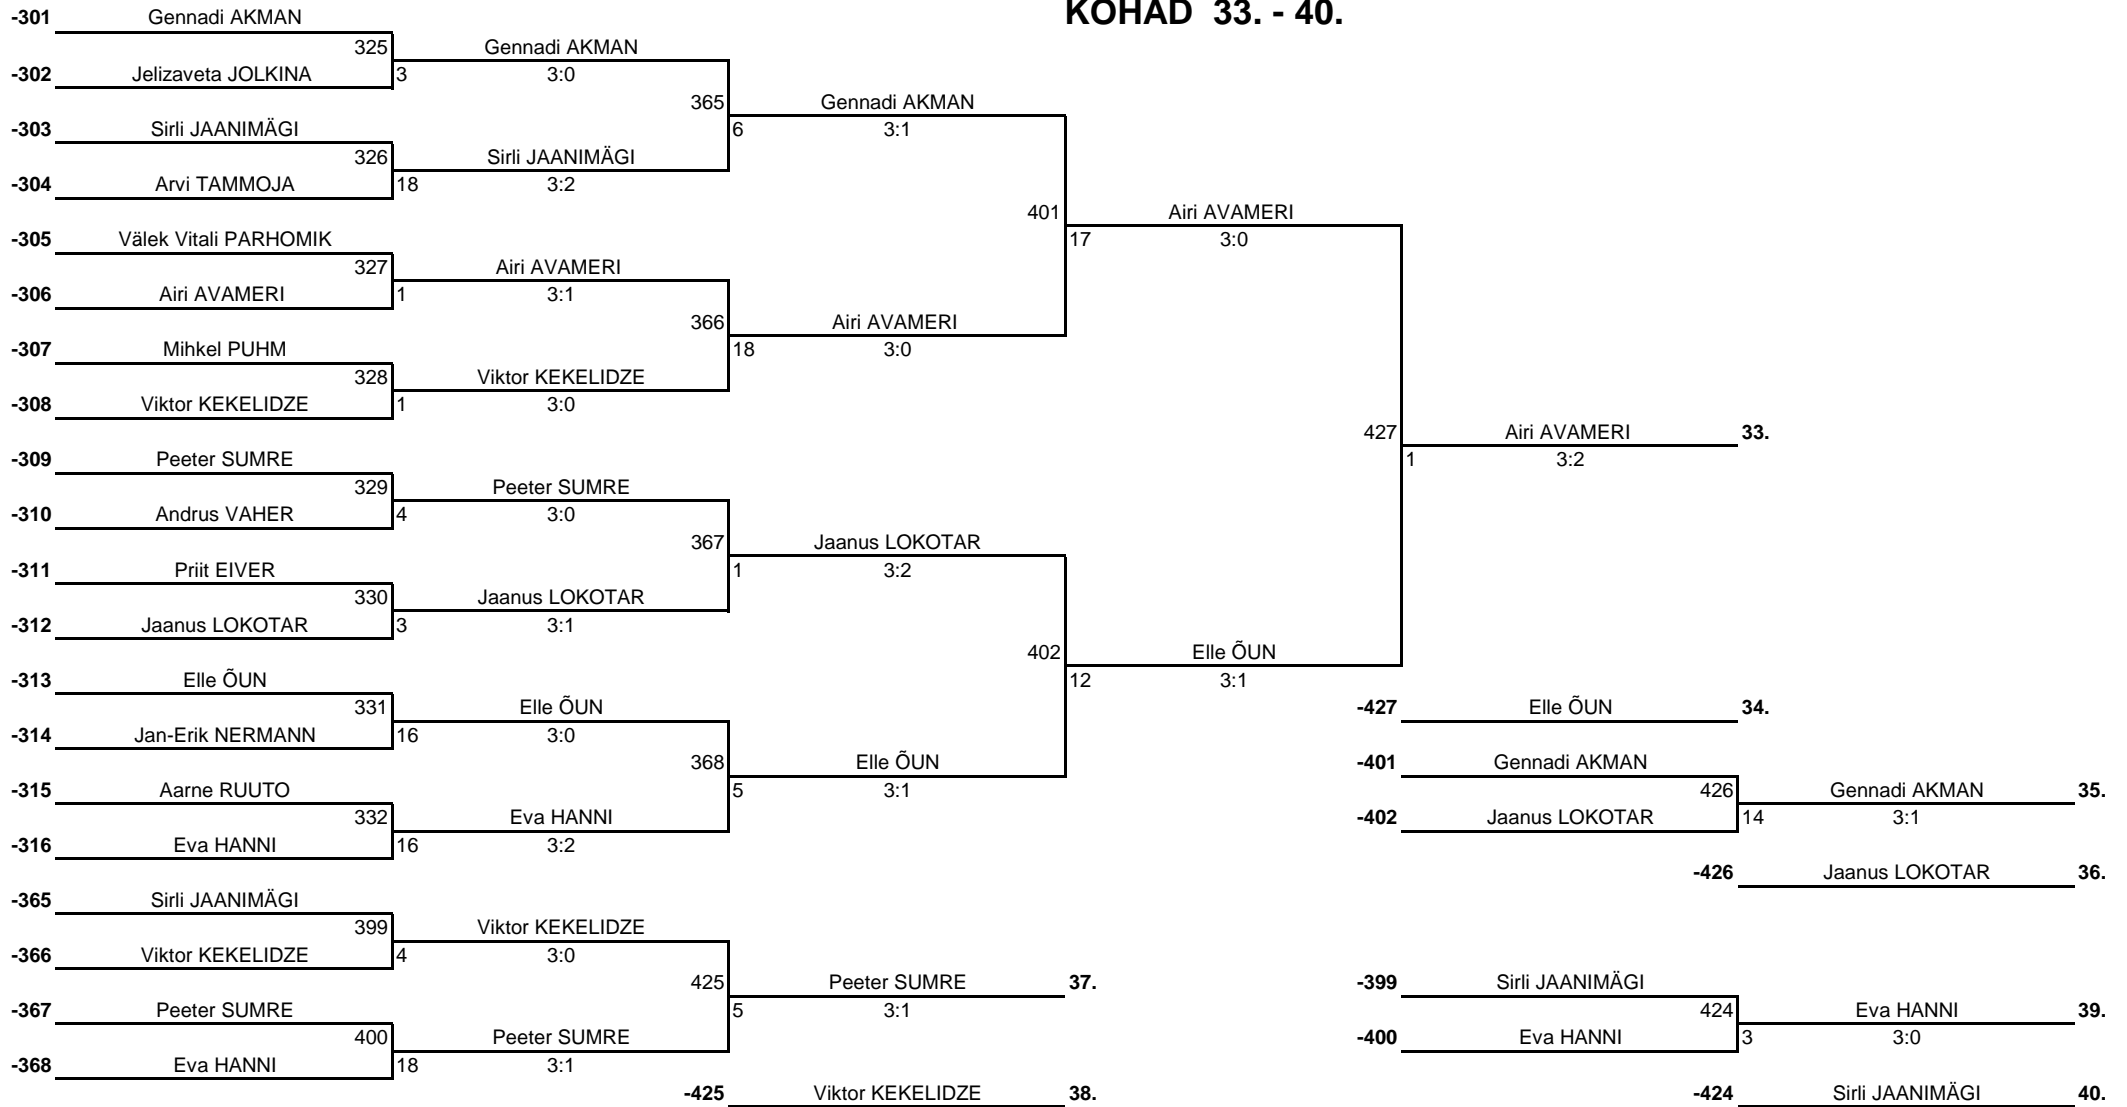 KOHAD 33. - 40.
-301 Gennadi AKMAN
325 Gennadi AKMAN
-302 Jelizaveta JOLKINA 3 3:0
365 Gennadi AKMAN
-303 Sirli JAANIMÄGI 6 3:1
326 Sirli JAANIMÄGI
-304 Arvi TAMMOJA 18 3:2
401 Airi AVAMERI
-305 Välek Vitali PARHOMIK 17 3:0
327 Airi AVAMERI
-306 Airi AVAMERI 1 3:1
366 Airi AVAMERI
-307 Mihkel PUHM 18 3:0
328 Viktor KEKELIDZE
-308 Viktor KEKELIDZE 1 3:0
427 Airi AVAMERI 33.
-309 Peeter SUMRE 1 3:2
329 Peeter SUMRE
-310 Andrus VAHER 4 3:0
367 Jaanus LOKOTAR
-311 Priit EIVER 1 3:2
330 Jaanus LOKOTAR
-312 Jaanus LOKOTAR 3 3:1
402 Elle ÕUN
-313 Elle ÕUN 12 3:1
331 Elle ÕUN -427 Elle ÕUN 34.
-314 Jan-Erik NERMANN 16 3:0
368 Elle ÕUN -401 Gennadi AKMAN
-315 Aarne RUUTO 5 3:1 426 Gennadi AKMAN 35.
332 Eva HANNI -402 Jaanus LOKOTAR 14 3:1
-316 Eva HANNI 16 3:2
-426 Jaanus LOKOTAR 36.
-365 Sirli JAANIMÄGI
399 Viktor KEKELIDZE
-366 Viktor KEKELIDZE 4 3:0
425 Peeter SUMRE 37. -399 Sirli JAANIMÄGI
-367 Peeter SUMRE 5 3:1 424 Eva HANNI 39.
400 Peeter SUMRE -400 Eva HANNI 3 3:0
-368 Eva HANNI 18 3:1
-425 Viktor KEKELIDZE 38. -424 Sirli JAANIMÄGI 40.